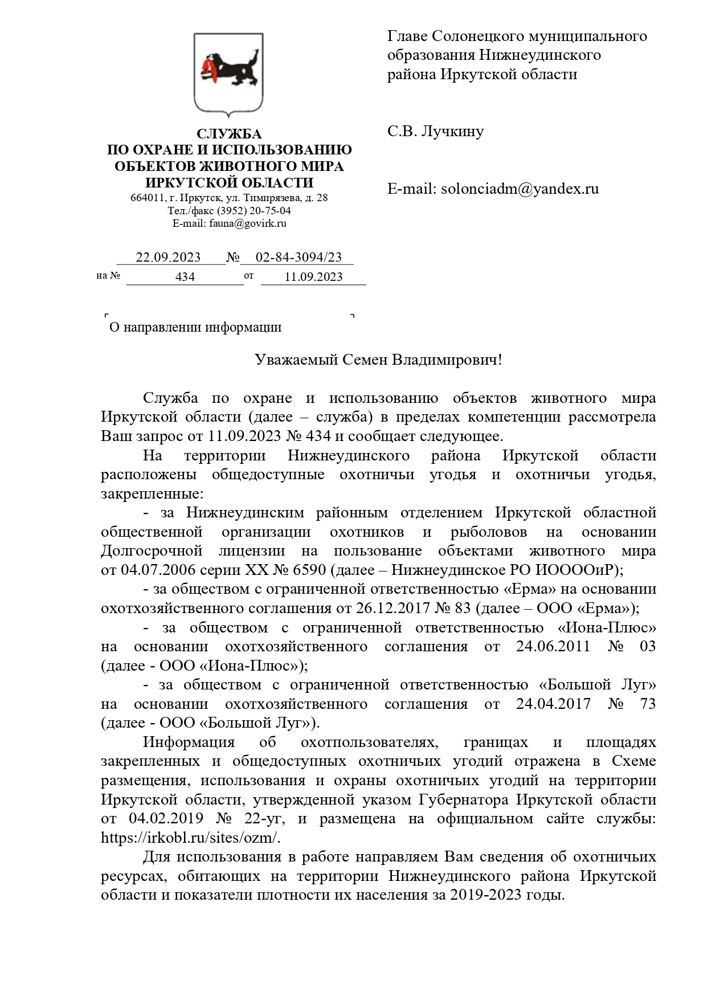 Главе Солонецкого муниципального
образования Нижнеудинского
района Иркутской области
С.В. Лучкину
E-mail: solonciadm@yandex.ru
СЛУЖБА
ПО ОХРАНЕ И ИСПОЛЬЗОВАНИЮ
ОБЪЕКТОВ ЖИВОТНОГО МИРА
ИРКУТСКОЙ ОБЛАСТИ
664011, г. Иркутск, ул. Тимирязева, д. 28
Тел./факс (3952) 20-75-04
E-mail: fauna@govirk.ru
22.09.2023 № 02-84-3094/23
на № 434 от 11.09.2023
О направлении информации
Уважаемый Семен Владимирович!
Служба по охране и использованию объектов животного мира
Иркутской области (далее – служба) в пределах компетенции рассмотрела
Ваш запрос от 11.09.2023 № 434 и сообщает следующее.
На территории Нижнеудинского района Иркутской области
расположены общедоступные охотничьи угодья и охотничьи угодья,
закрепленные:
- за Нижнеудинским районным отделением Иркутской областной
общественной организации охотников и рыболовов на основании
Долгосрочной лицензии на пользование объектами животного мира
от 04.07.2006 серии ХХ № 6590 (далее – Нижнеудинское РО ИООООиР);
- за обществом с ограниченной ответственностью «Ерма» на основании
охотхозяйственного соглашения от 26.12.2017 № 83 (далее – ООО «Ерма»);
- за обществом с ограниченной ответственностью «Иона-Плюс»
на основании охотхозяйственного соглашения от 24.06.2011 № 03
(далее - ООО «Иона-Плюс»);
- за обществом с ограниченной ответственностью «Большой Луг»
на основании охотхозяйственного соглашения от 24.04.2017 № 73
(далее - ООО «Большой Луг»).
Информация об охотпользователях, границах и площадях
закрепленных и общедоступных охотничьих угодий отражена в Схеме
размещения, использования и охраны охотничьих угодий на территории
Иркутской области, утвержденной указом Губернатора Иркутской области
от 04.02.2019 № 22-уг, и размещена на официальном сайте службы:
https://irkobl.ru/sites/ozm/.
Для использования в работе направляем Вам сведения об охотничьих
ресурсах, обитающих на территории Нижнеудинского района Иркутской
области и показатели плотности их населения за 2019-2023 годы.